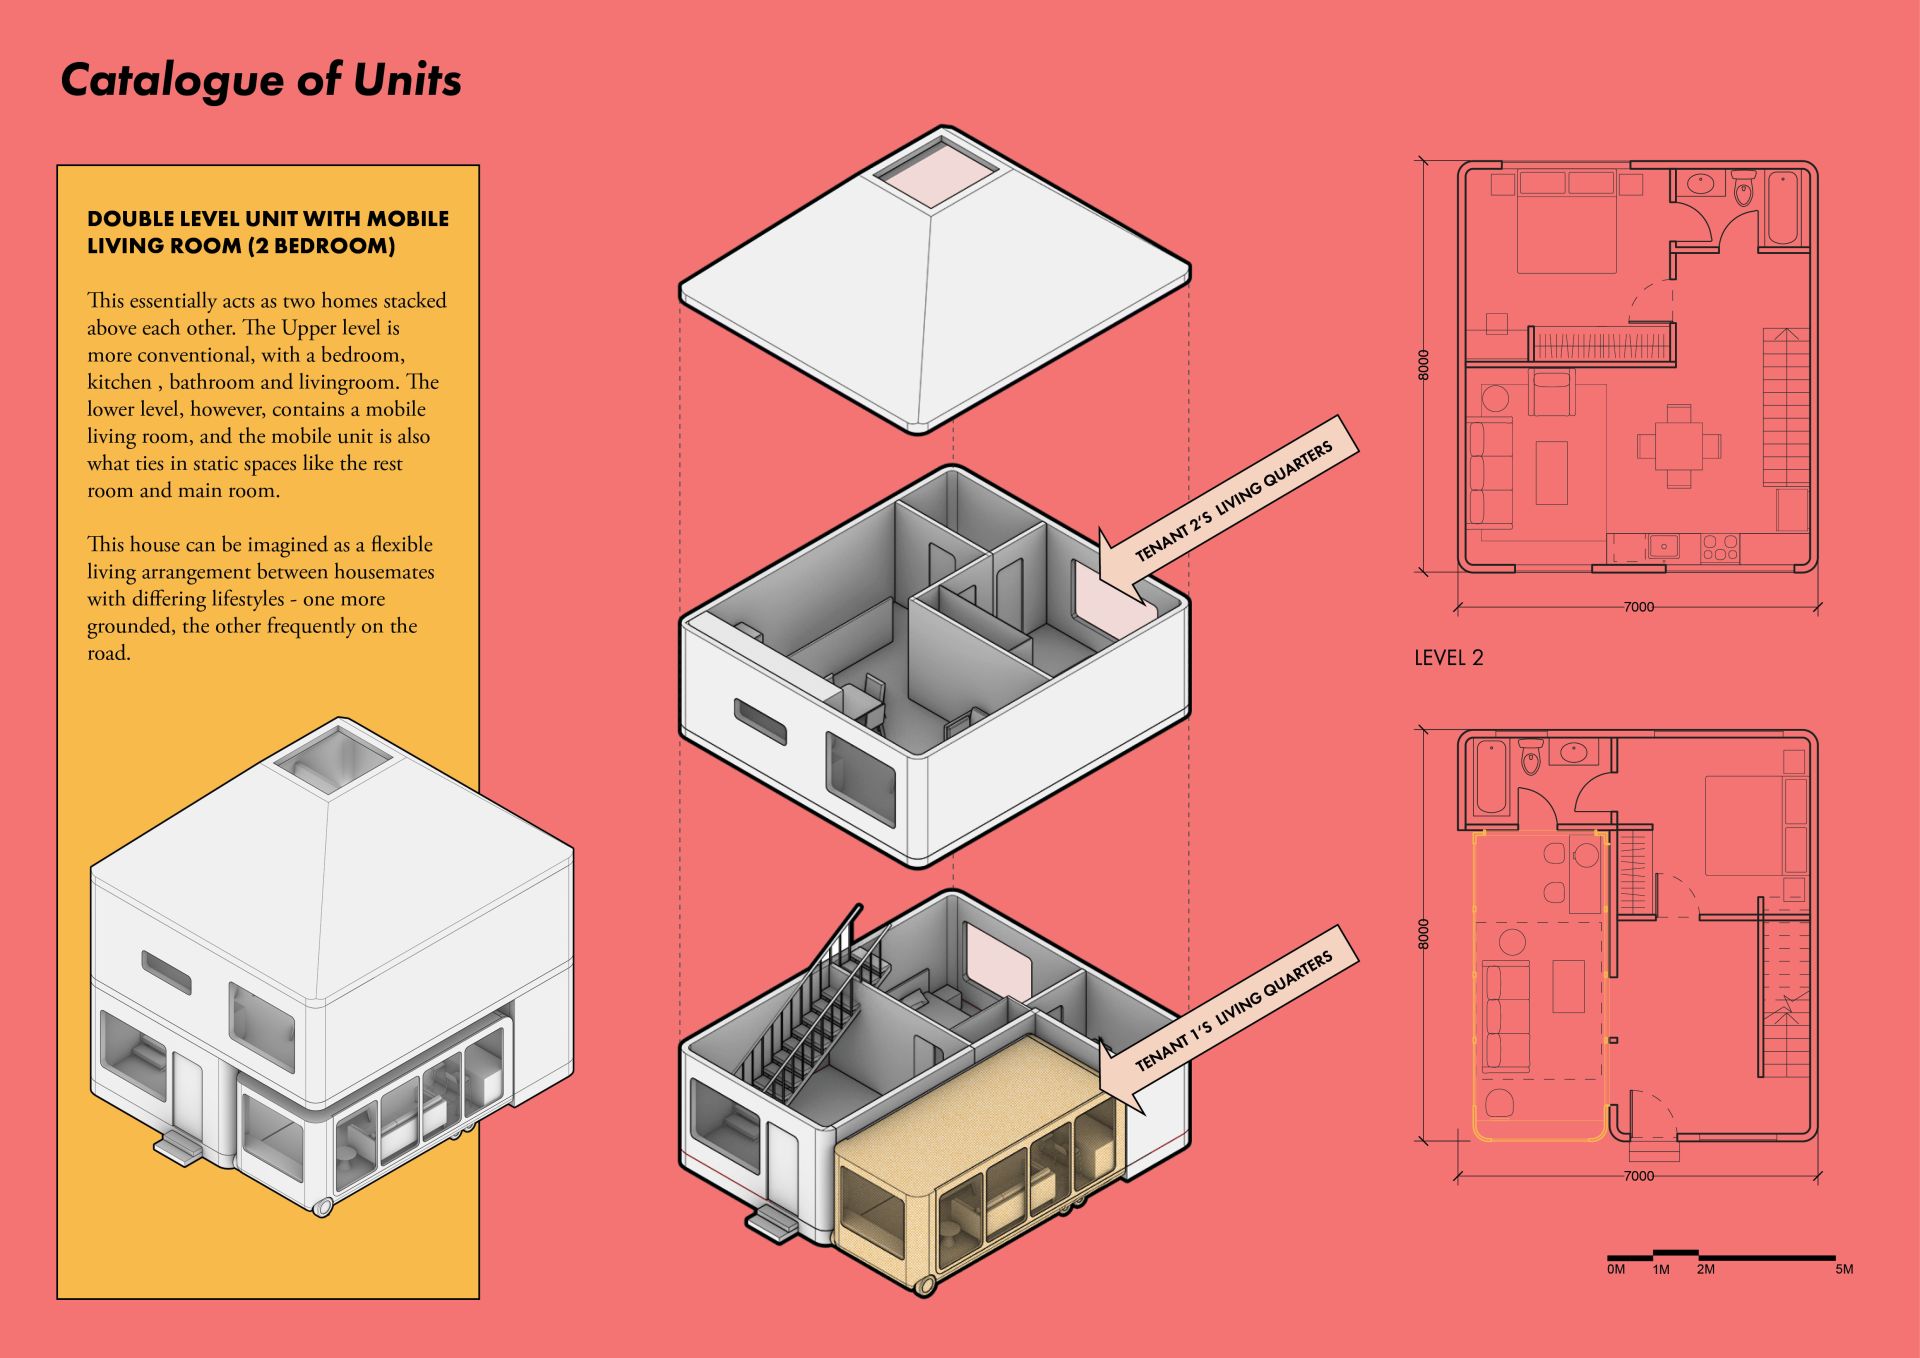 Catalogue of Units
DOUBLE LEVEL UNIT WITH MOBILE
LIVING ROOM (2 BEDROOM)
This essentially acts as two homes stacked
above each other. The Upper level is
more conventional, with a bedroom,
kitchen , bathroom and livingroom. The
lower level, however, contains a mobile
living room, and the mobile unit is also
what ties in static spaces like the rest
room and main room.
This house can be imagined as a flexible
living arrangement between housemates
with differing lifestyles - one more
grounded, the other frequently on the
road.
TENANT 2'S LIVING QUARTERS
TENANT 1'S LIVING QUARTERS
8000
7000
LEVEL 2
8000
7000
0M 1M 2M 5M